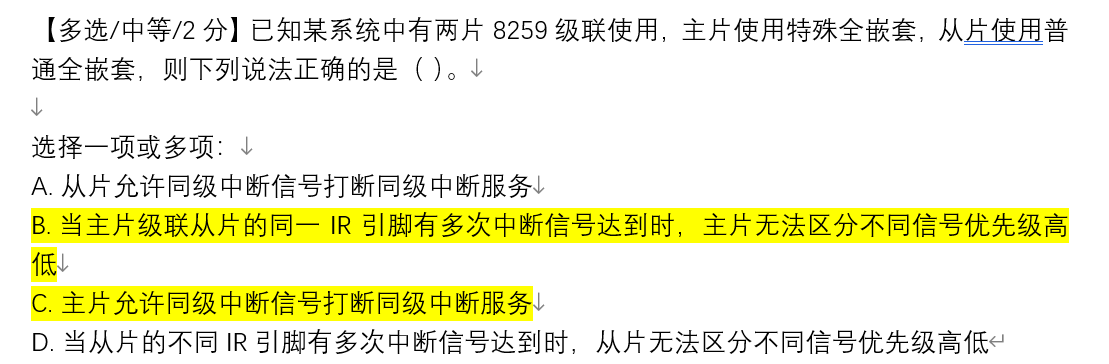 【多选/中等/2 分】已知某系统中有两片 8259 级联使用，主片使用特殊全嵌套，从片使用普
通全嵌套，则下列说法正确的是（ ）。↓
↓
选择一项或多项：↓
A. 从片允许同级中断信号打断同级中断服务↓
B. 当主片级联从片的同一 IR 引脚有多次中断信号达到时，主片无法区分不同信号优先级高
低↓
C. 主片允许同级中断信号打断同级中断服务↓
D. 当从片的不同 IR 引脚有多次中断信号达到时，从片无法区分不同信号优先级高低↵